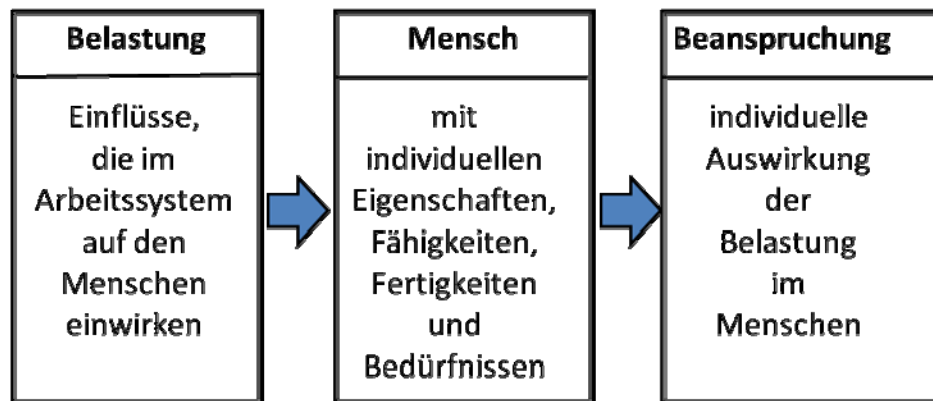 Belastung
Einflüsse,
die im
Arbeitssystem
auf den
Menschen
einwirken
Mensch
mit
individuellen
Eigenschaften,
Fähigkeiten,
Fertigkeiten
und
Bedürfnissen
Beanspruchung
individuelle
Auswirkung
der
Belastung
im
Menschen